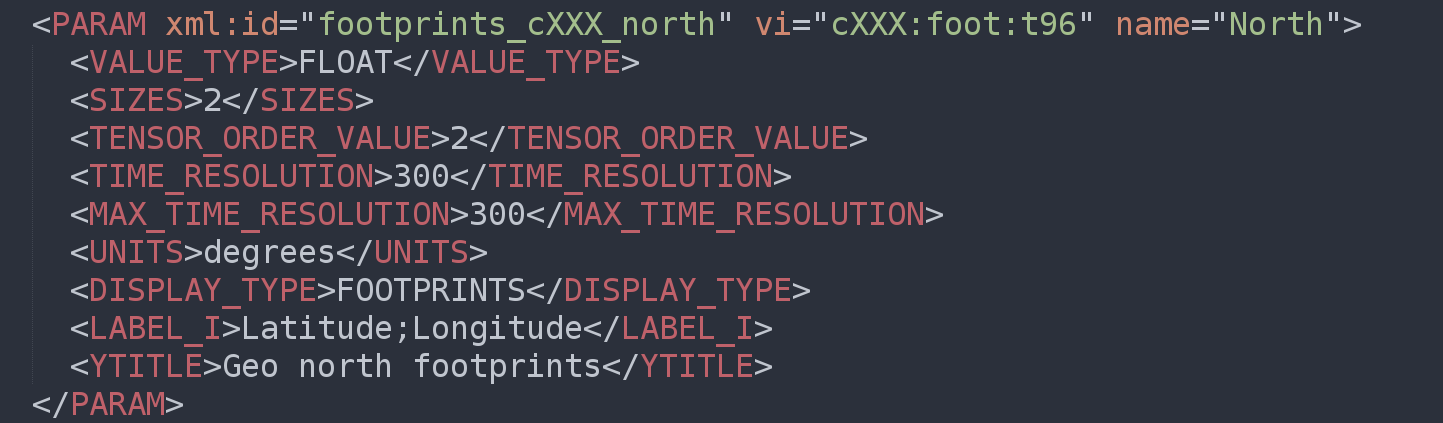 <PARAM xml:id="footprints_cXXX_north" vi="cXXX:foot:t96" name="North">
<VALUE_TYPE>FLOAT</VALUE_TYPE>
<SIZES>2</SIZES>
<TENSOR_ORDER_VALUE>2</TENSOR_ORDER_VALUE>
<TIME_RESOLUTION>300</TIME_RESOLUTION>
<MAX_TIME_RESOLUTION>300</MAX_TIME_RESOLUTION>
<UNITS>degrees</UNITS>
<DISPLAY_TYPE>FOOTPRINTS</DISPLAY_TYPE>
<LABEL_I>Latitude;Longitude</LABEL_I>
<YTITLE>Geo north footprints</YTITLE>
</PARAM>